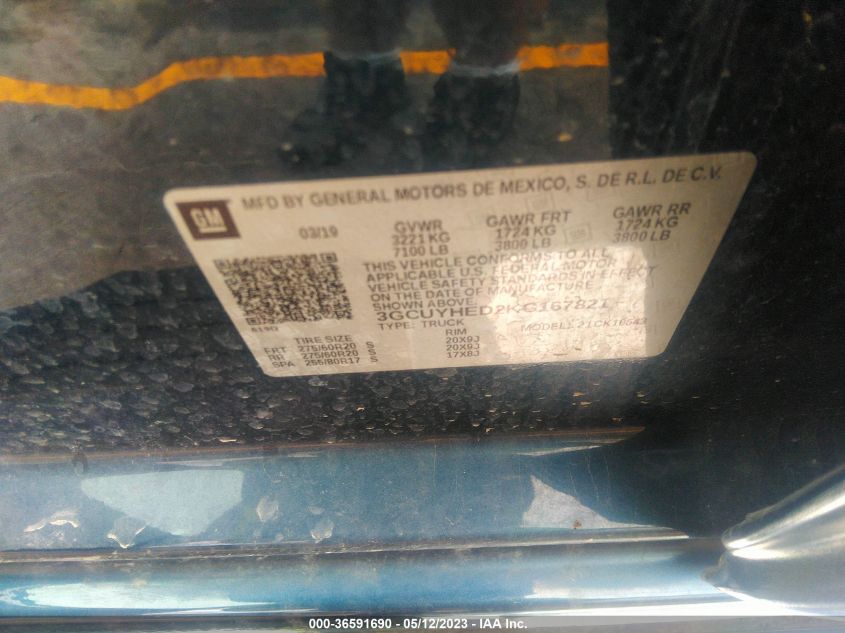 GM
MFD BY GENERAL MOTORS DE MEXICO, S. DE R.L. DE C.V.
03/19 GVWR GAWR FRT GAWR RR
3221 KG 1724 KG 1724 KG
7100 LB 3800 LB 3800 LB
THIS VEHICLE CONFORMS TO ALL
APPLICABLE U.S. FEDERAL MOTOR
VEHICLE SAFETY STANDARDS IN EFFECT
ON THE DATE OF MANUFACTURE
SHOWN ABOVE.
3GCUYHED2KG167821
TYPE: TRUCK MODEL:
TIRE SIZE RIM
FRT 275/60R20 S 20X9J
RR 275/60R20 S 20X9J
SPA 255/80R17 S 17X8J
000-36591690 - 05/12/2023 - IAA Inc.